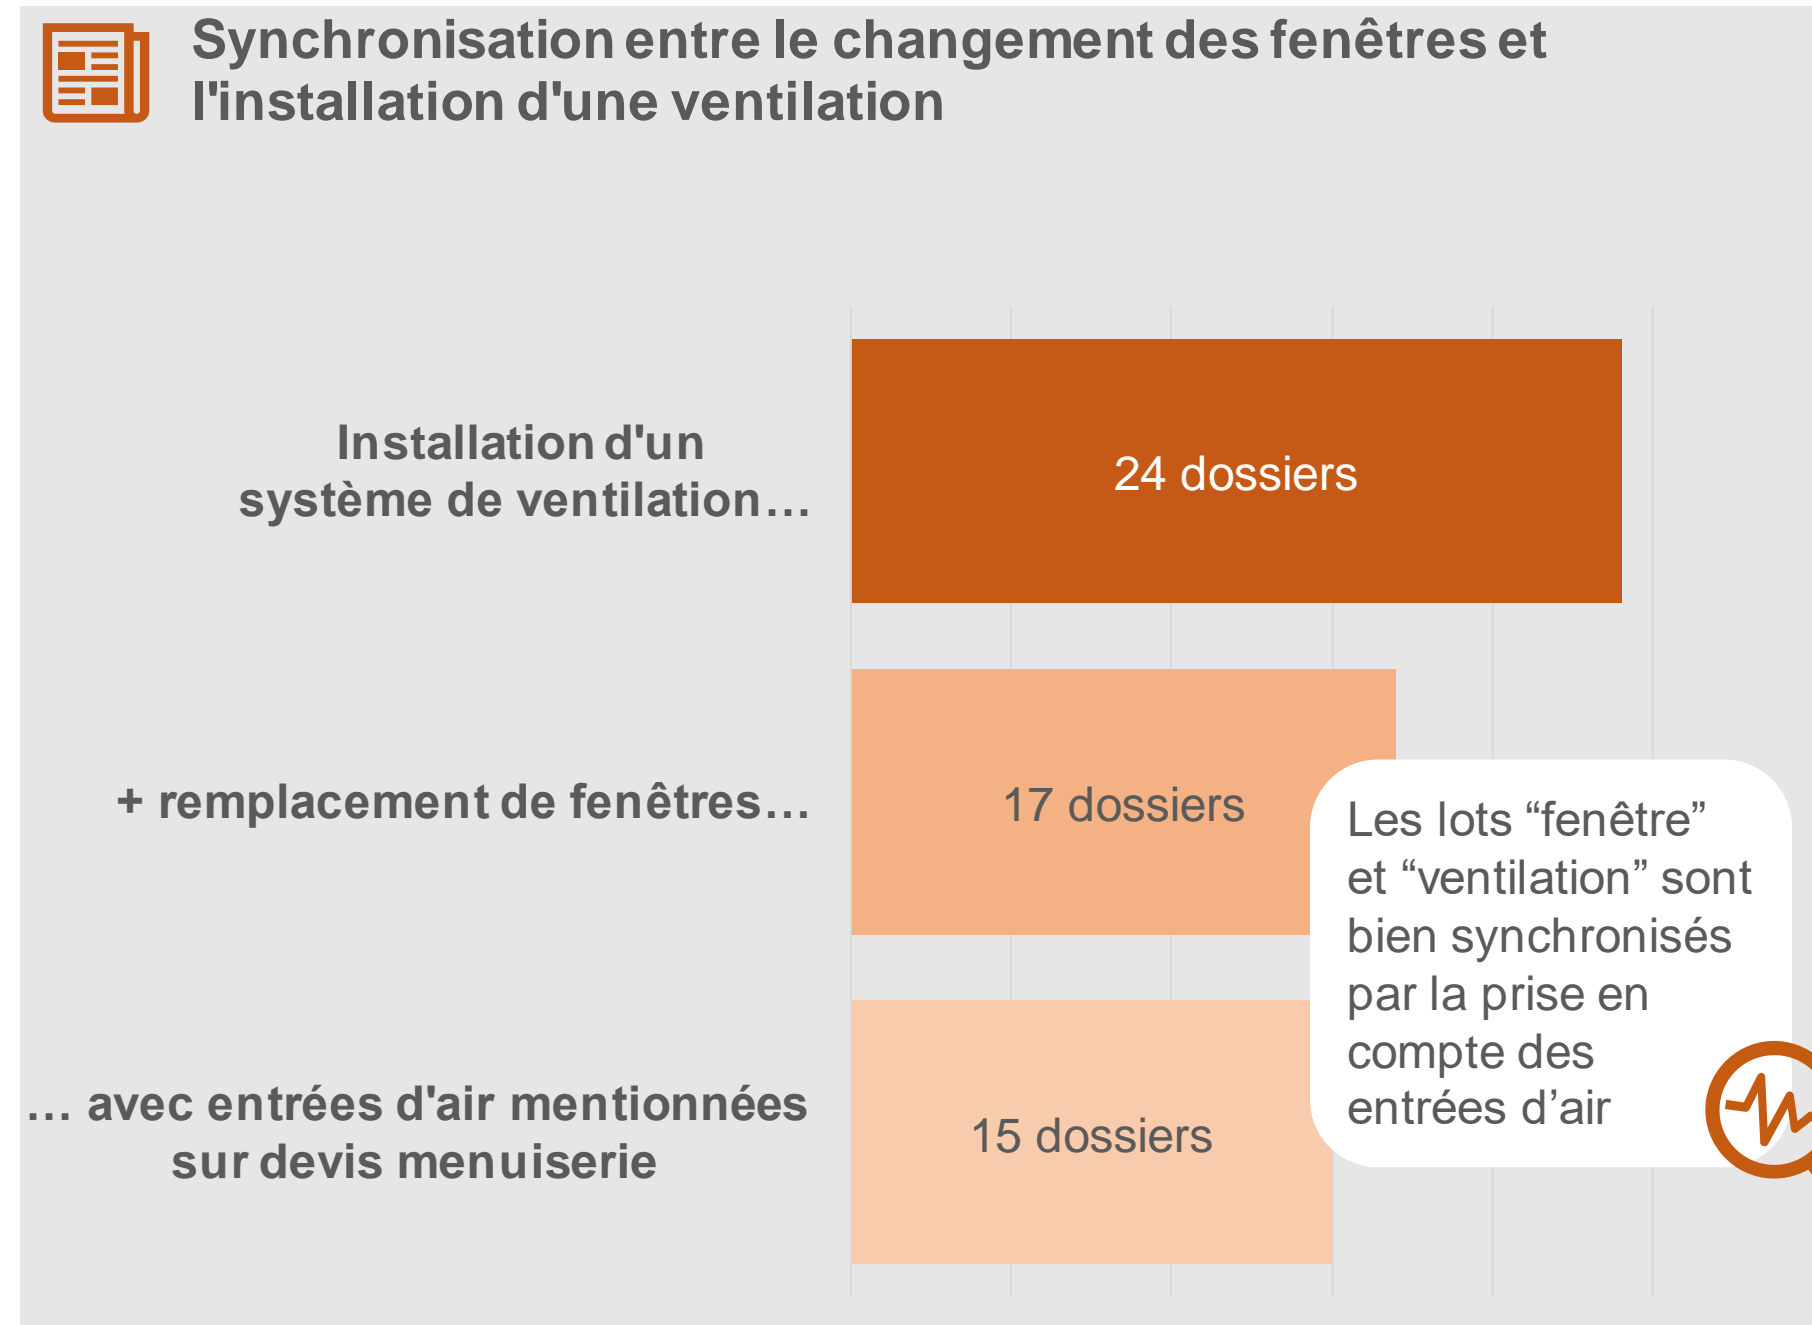 Synchronisation entre le changement des fenêtres et
l'installation d'une ventilation
Installation d'un
système de ventilation…
24 dossiers
+ remplacement de fenêtres…
17 dossiers
… avec entrées d'air mentionnées
sur devis menuiserie
15 dossiers
Les lots “fenêtre”
et “ventilation” sont
bien synchronisés
par la prise en
compte des
entrées d’air